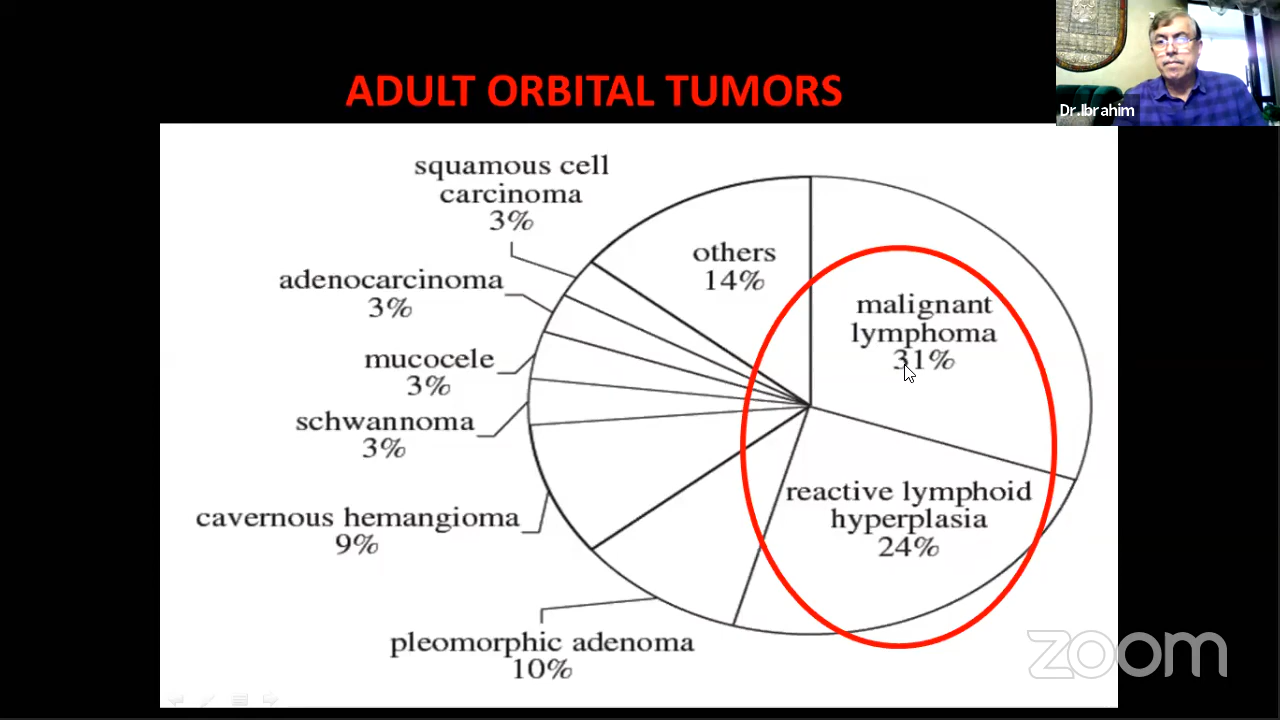 ADULT ORBITAL TUMORS
Dr.Ibrahim
squamous cell
carcinoma
3%
others
14%
adenocarcinoma
3%
malignant
lymphoma
31%
mucocele
3%
schwannoma
3%
reactive lymphoid
hyperplasia
24%
cavernous hemangioma
9%
pleomorphic adenoma
10%
zoom